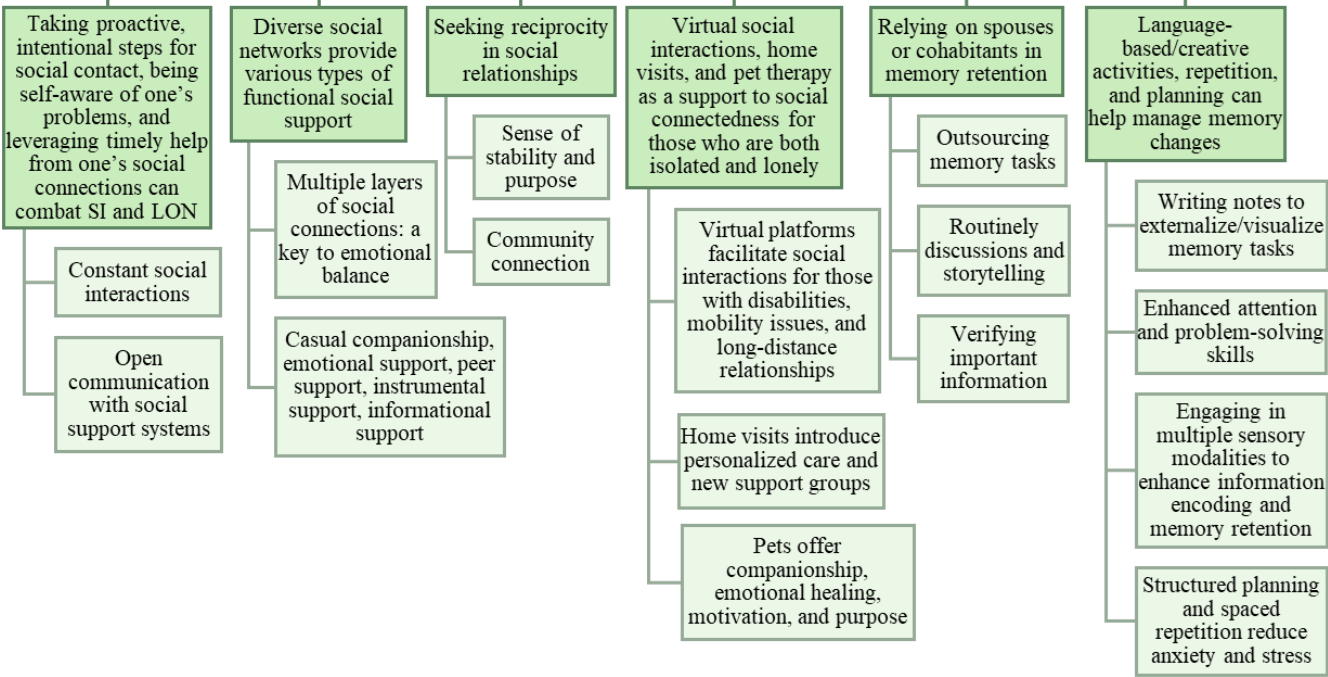 Taking proactive,
intentional steps for
social contact, being
self-aware of one's
problems, and
leveraging timely help
from one's social
connections can
combat SI and LON
Constant social
interactions
Open
communication
with social
support systems
Diverse social
networks provide
various types of
functional social
support
Multiple layers
of social
connections: a
key to emotional
balance
Casual companionship,
emotional support, peer
support, instrumental
support, informational
support
Seeking reciprocity
in social
relationships
Sense of
stability and
purpose
Community
connection
Virtual social
interactions, home
visits, and pet therapy
as a support to social
connectedness for
those who are both
isolated and lonely
Virtual platforms
facilitate social
interactions for those
with disabilities,
mobility issues, and
long-distance
relationships
Home visits introduce
personalized care and
new support groups
Pets offer
companionship,
emotional healing,
motivation, and purpose
Relying on spouses
or cohabitants in
memory retention
Outsourcing
memory tasks
Routinely
discussions and
storytelling
Verifying
important
information
Language-
based/creative
activities, repetition,
and planning can
help manage memory
changes
Writing notes to
externalize/visualize
memory tasks
Enhanced attention
and problem-solving
skills
Engaging in
multiple sensory
modalities to
enhance information
encoding and
memory retention
Structured planning
and spaced
repetition reduce
anxiety and stress